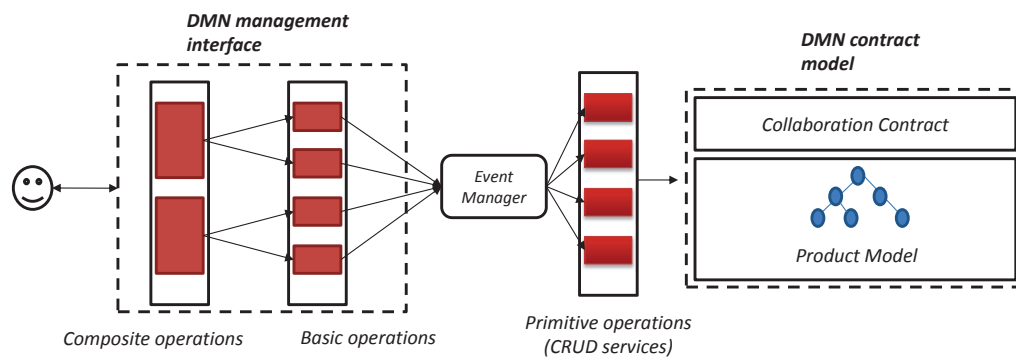 DMN management
interface
DMN contract
model
Collaboration Contract
Event
Manager
Product Model
Composite operations
Basic operations
Primitive operations
(CRUD services)